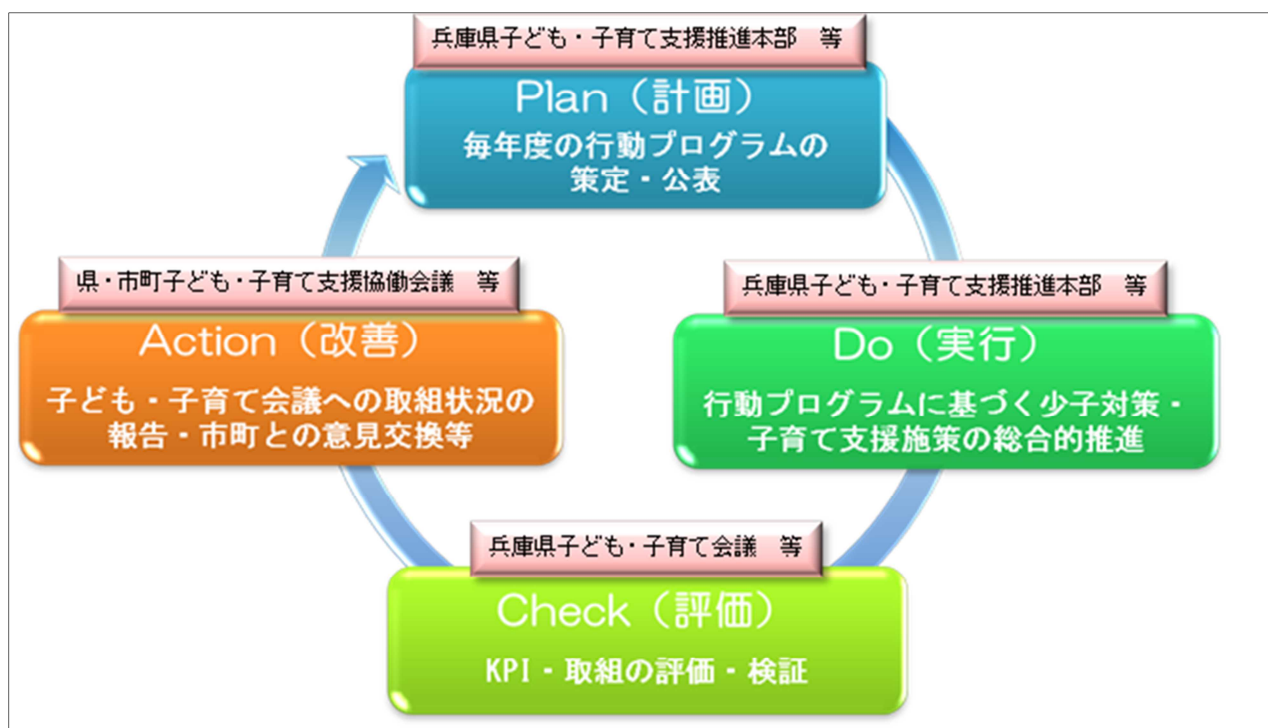 兵庫県子ども・子育て支援推進本部　等
Plan（計画）
毎年度の行動プログラムの
策定・公表
県・市町子ども・子育て支援協働会議　等
Action（改善）
子ども・子育て会議への取組状況の
報告・市町との意見交換等
兵庫県子ども・子育て支援推進本部　等
Do（実行）
行動プログラムに基づく少子対策・
子育て支援施策の総合的推進
兵庫県子ども・子育て会議　等
Check（評価）
KPI・取組の評価・検証